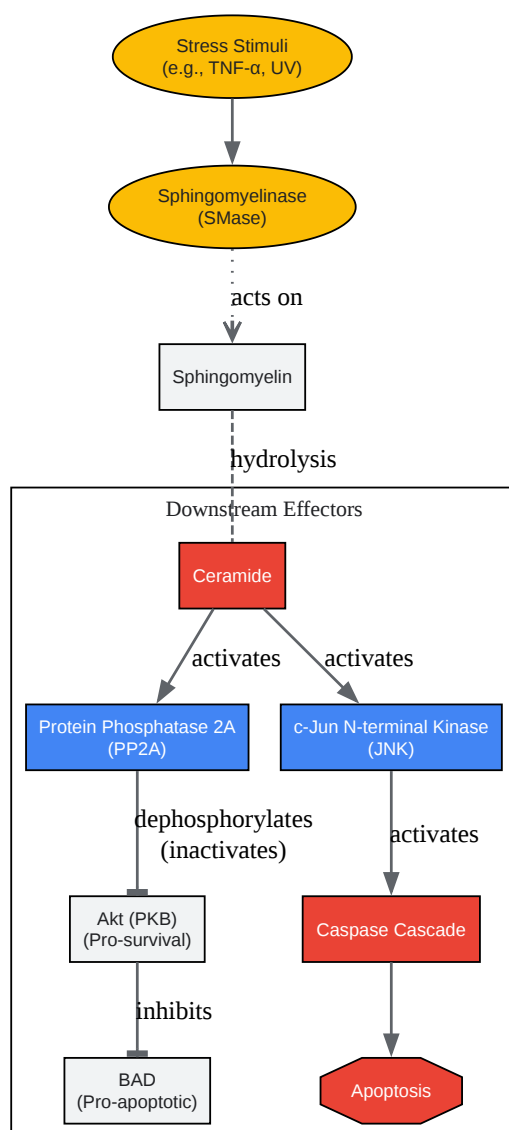 Stress Stimuli
(e.g., TNF-α, UV)
Sphingomyelinase
(SMase)
acts on
Sphingomyelin
hydrolysis
Downstream Effectors
Ceramide
activates
activates
Protein Phosphatase 2A
(PP2A)
c-Jun N-terminal Kinase
(JNK)
dephosphorylates
(inactivates)
activates
Akt (PKB)
(Pro-survival)
Caspase Cascade
inhibits
BAD
(Pro-apoptotic)
Apoptosis